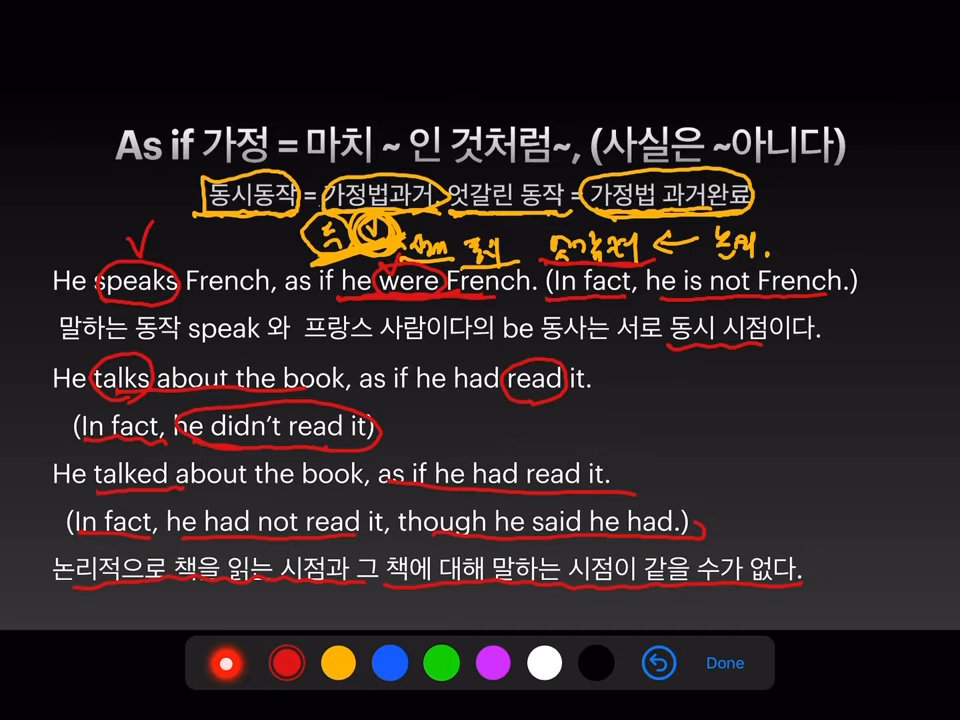 As if 가정 = 마치 ~ 인 것처럼~, (사실은 ~아니다)
동시동작 = 가정법과거, 엇갈린 동작 = 가정법 과거완료
He speaks French, as if he were French. (In fact, he is not French.)
말하는 동작 speak 와 프랑스 사람이다의 be 동사는 서로 동시 시점이다.
He talks about the book, as if he had read it.
(In fact, he didn't read it)
He talked about the book, as if he had read it.
(In fact, he had not read it, though he said he had.)
논리적으로 책을 읽는 시점과 그 책에 대해 말하는 시점이 같을 수가 없다.
Done